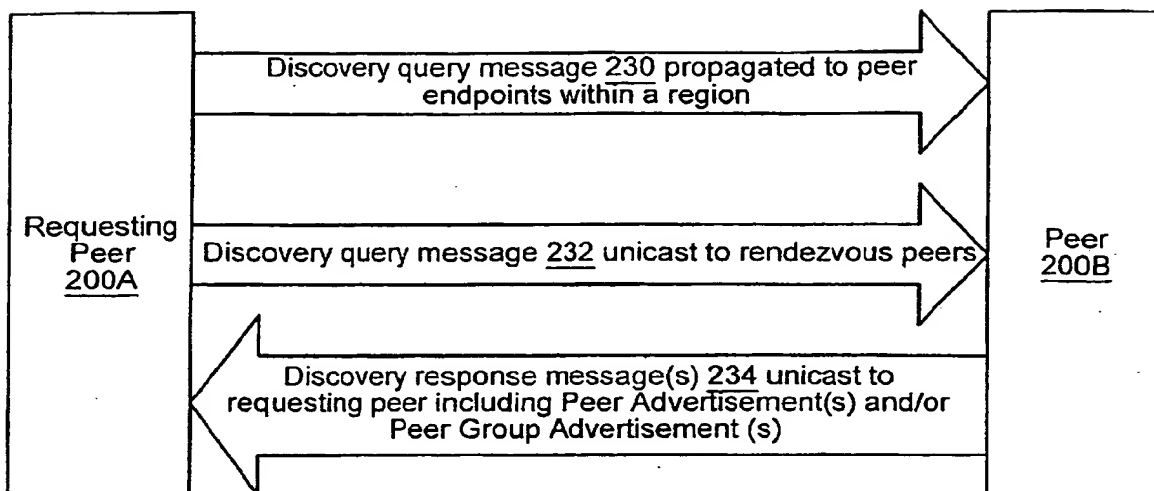 Discovery query message 230 propagated to peer
endpoints within a region
Requesting
Peer
200A
Discovery query message 232 unicast to rendezvous peers
Peer
200B
Discovery response message(s) 234 unicast to
requesting peer including Peer Advertisement(s) and/or
Peer Group Advertisement (s)